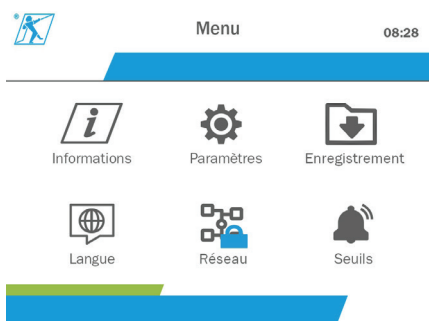 Menu
08:28
Informations
Paramètres
Enregistrement
Langue
Réseau
Seuils